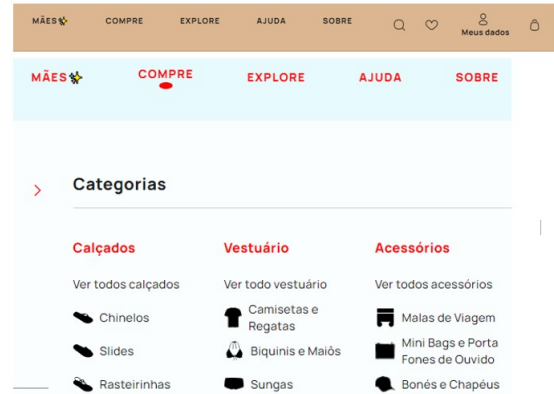 MÃES COMPRE EXPLORE AJUDA SOBRE
Meus dados
MÃES COMPRE EXPLORE AJUDA SOBRE
Categorias
Calçados
Ver todos calçados
Chinelos
Slides
Rasteirinhas
Vestuário
Ver todo vestuário
Camisetas e
Regatas
Biquinis e Maiôs
Sungas
Acessórios
Ver todos acessórios
Malas de Viagem
Mini Bags e Porta
Fones de Ouvido
Bonés e Chapéus